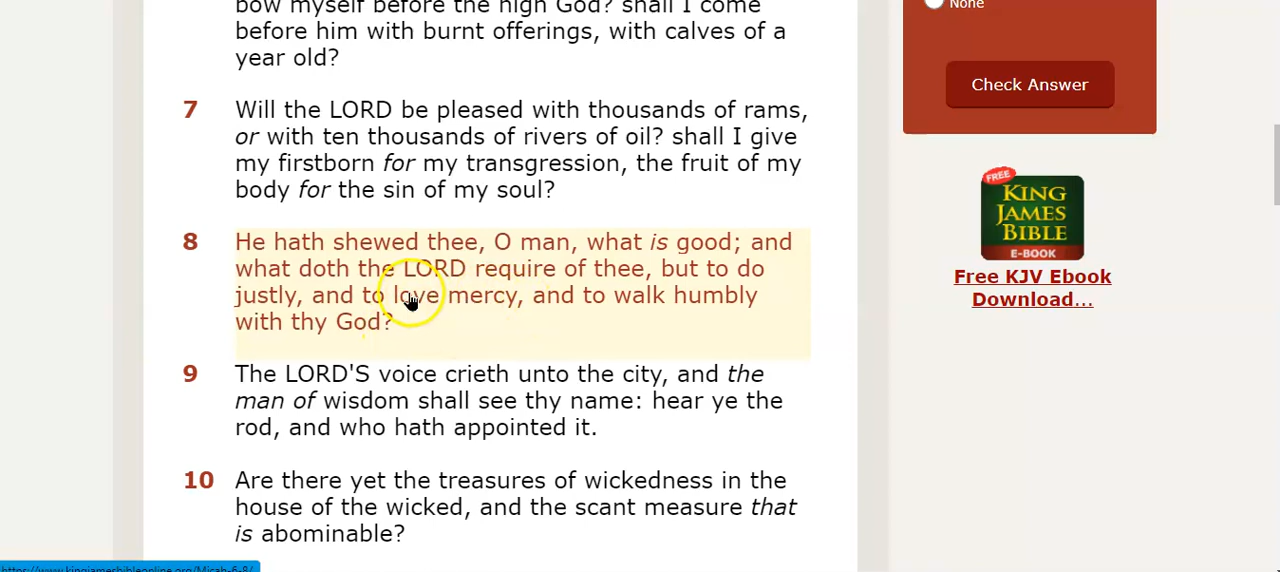 bow myself before the high God? shall I come
before him with burnt offerings, with calves of a
year old?
7 Will the LORD be pleased with thousands of rams,
or with ten thousands of rivers of oil? shall I give
my firstborn for my transgression, the fruit of my
body for the sin of my soul?
8 He hath shewed thee, O man, what is good; and
what doth the LORD require of thee, but to do
justly, and to love mercy, and to walk humbly
with thy God?
9 The LORD'S voice crieth unto the city, and the
man of wisdom shall see thy name: hear ye the
rod, and who hath appointed it.
10 Are there yet the treasures of wickedness in the
house of the wicked, and the scant measure that
is abominable?
None
Check Answer
FREE
KING
JAMES
BIBLE
E-BOOK
Free KJV Ebook
Download...
https://www.kingjamesbibleonline.org/Micah-6-8/